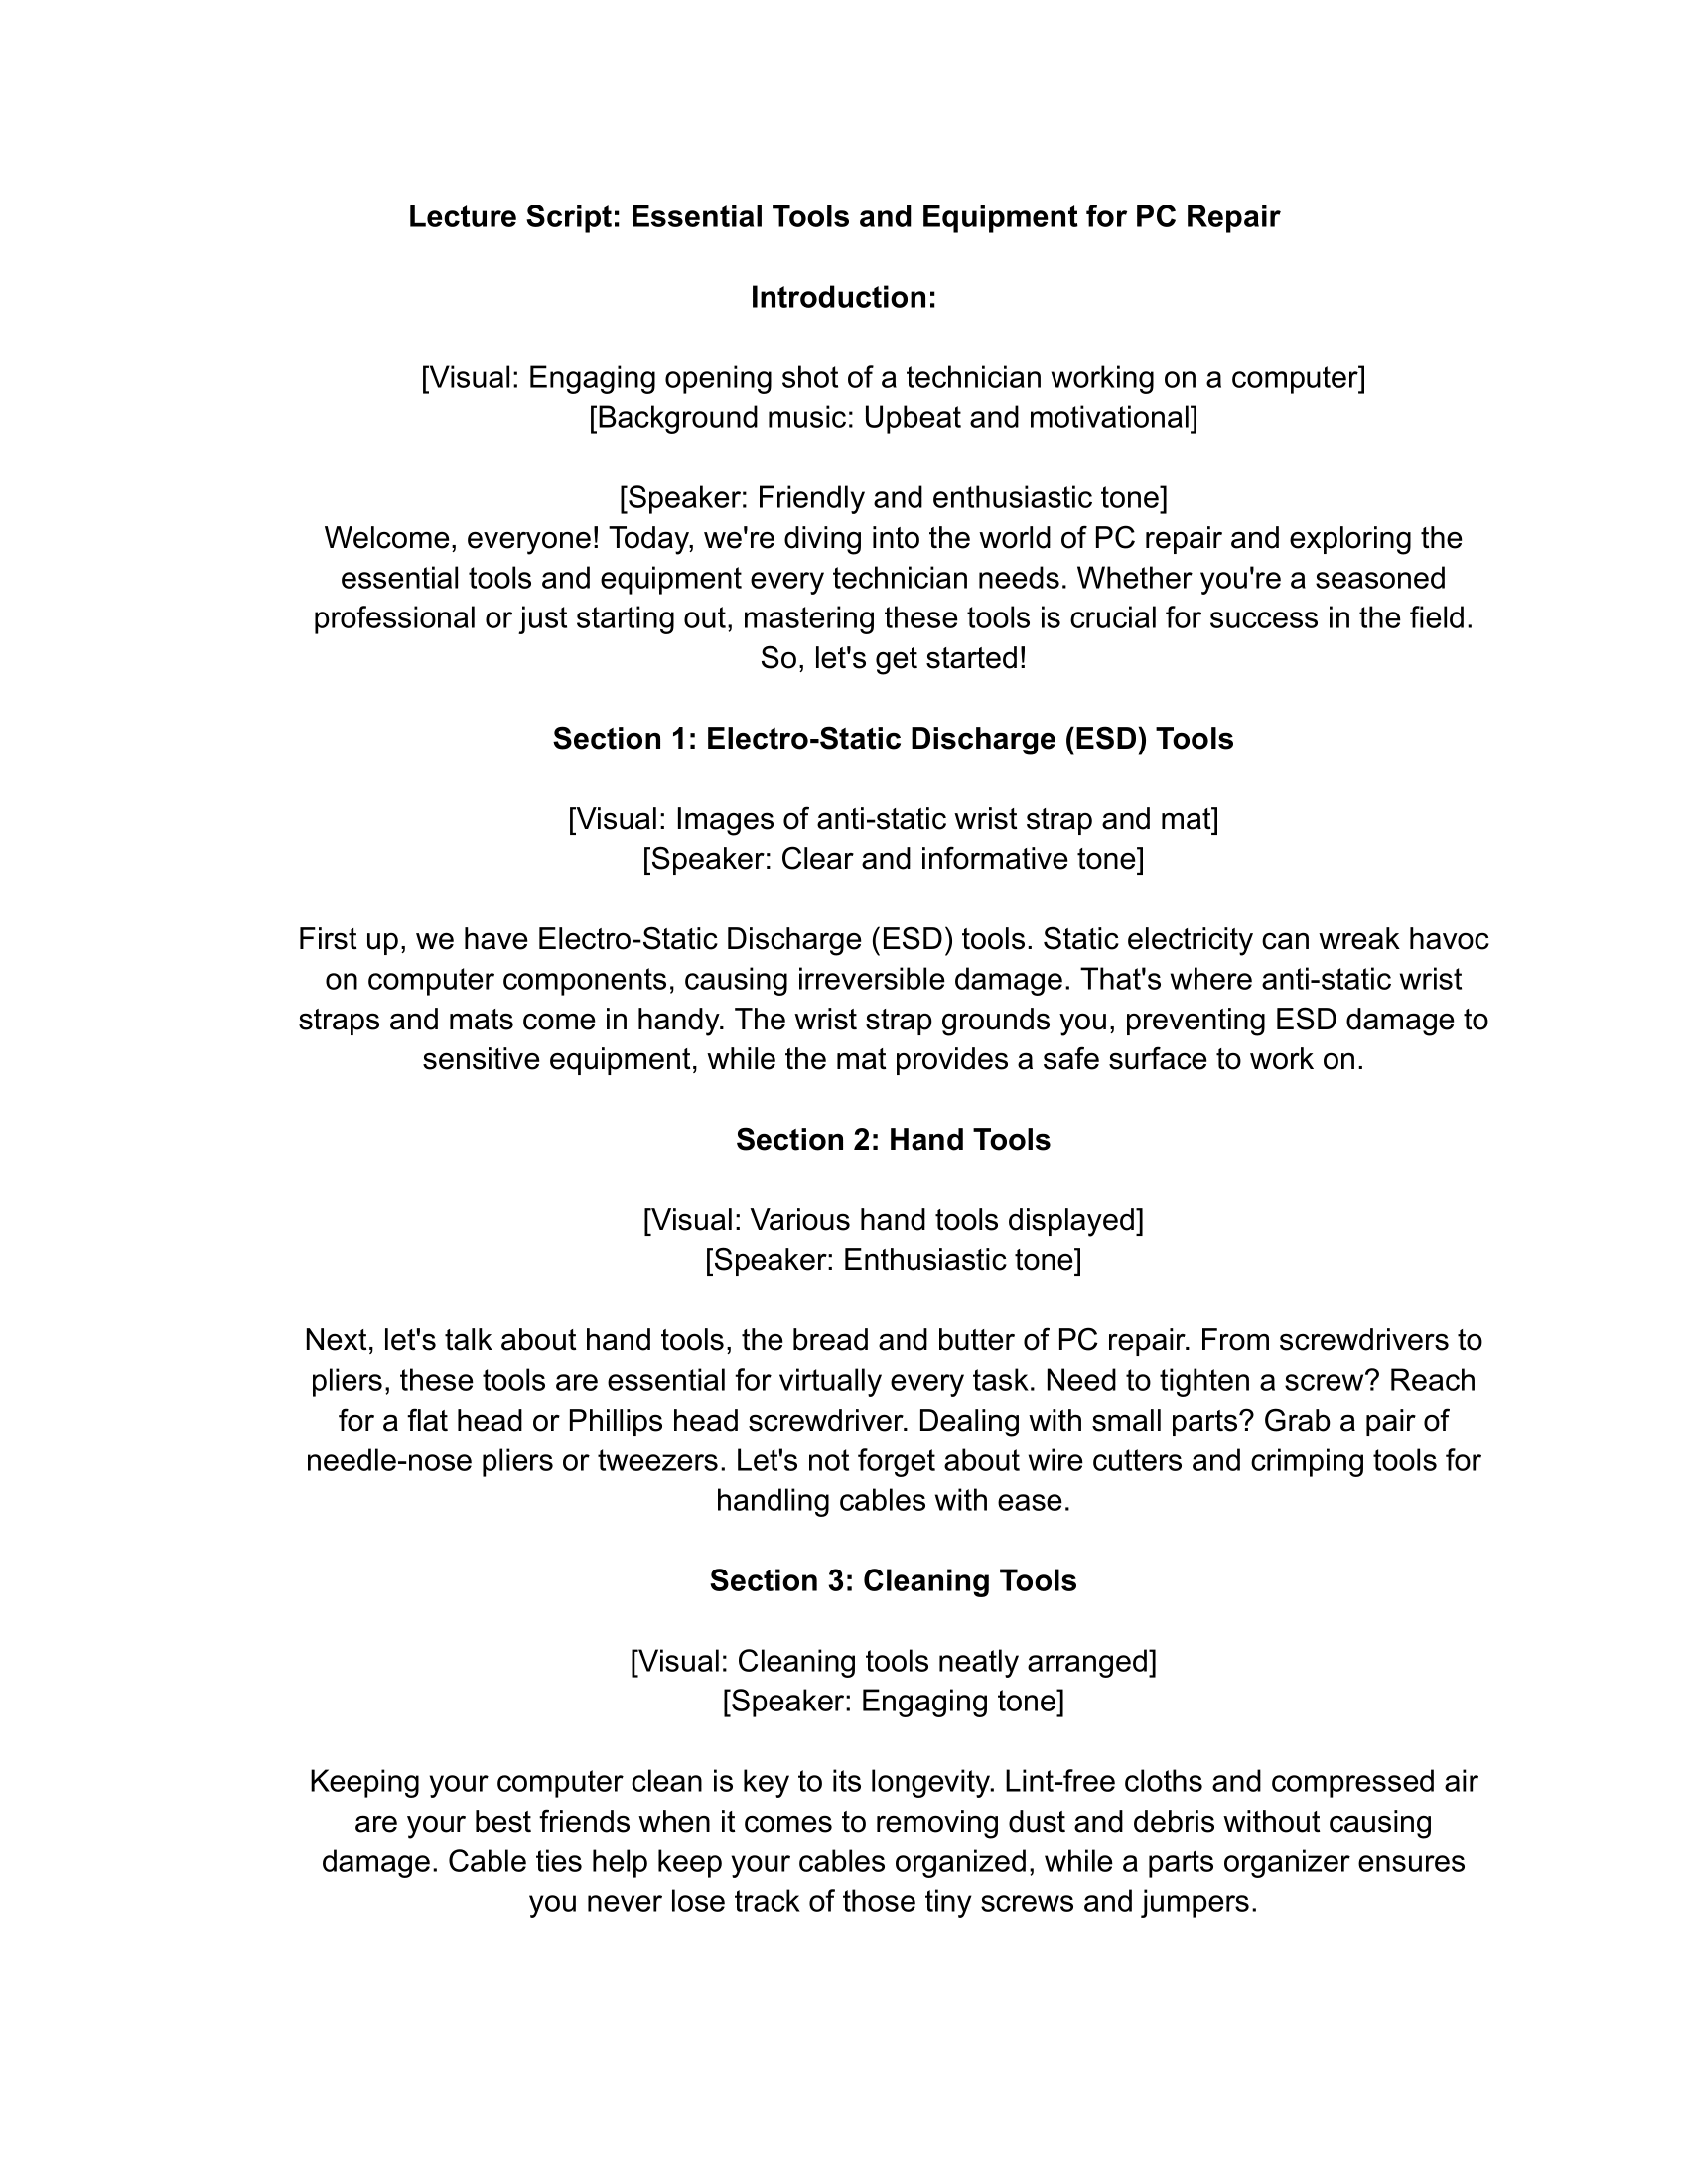 Lecture Script: Essential Tools and Equipment for PC Repair
Introduction:
[Visual: Engaging opening shot of a technician working on a computer]
[Background music: Upbeat and motivational]
[Speaker: Friendly and enthusiastic tone]
Welcome, everyone! Today, we're diving into the world of PC repair and exploring the
essential tools and equipment every technician needs. Whether you're a seasoned
professional or just starting out, mastering these tools is crucial for success in the field.
So, let's get started!
Section 1: Electro-Static Discharge (ESD) Tools
[Visual: Images of anti-static wrist strap and mat]
[Speaker: Clear and informative tone]
First up, we have Electro-Static Discharge (ESD) tools. Static electricity can wreak havoc
on computer components, causing irreversible damage. That's where anti-static wrist
straps and mats come in handy. The wrist strap grounds you, preventing ESD damage to
sensitive equipment, while the mat provides a safe surface to work on.
Section 2: Hand Tools
[Visual: Various hand tools displayed]
[Speaker: Enthusiastic tone]
Next, let's talk about hand tools, the bread and butter of PC repair. From screwdrivers to
pliers, these tools are essential for virtually every task. Need to tighten a screw? Reach
for a flat head or Phillips head screwdriver. Dealing with small parts? Grab a pair of
needle-nose pliers or tweezers. Let's not forget about wire cutters and crimping tools for
handling cables with ease.
Section 3: Cleaning Tools
[Visual: Cleaning tools neatly arranged]
[Speaker: Engaging tone]
Keeping your computer clean is key to its longevity. Lint-free cloths and compressed air
are your best friends when it comes to removing dust and debris without causing
damage. Cable ties help keep your cables organized, while a parts organizer ensures
you never lose track of those tiny screws and jumpers.